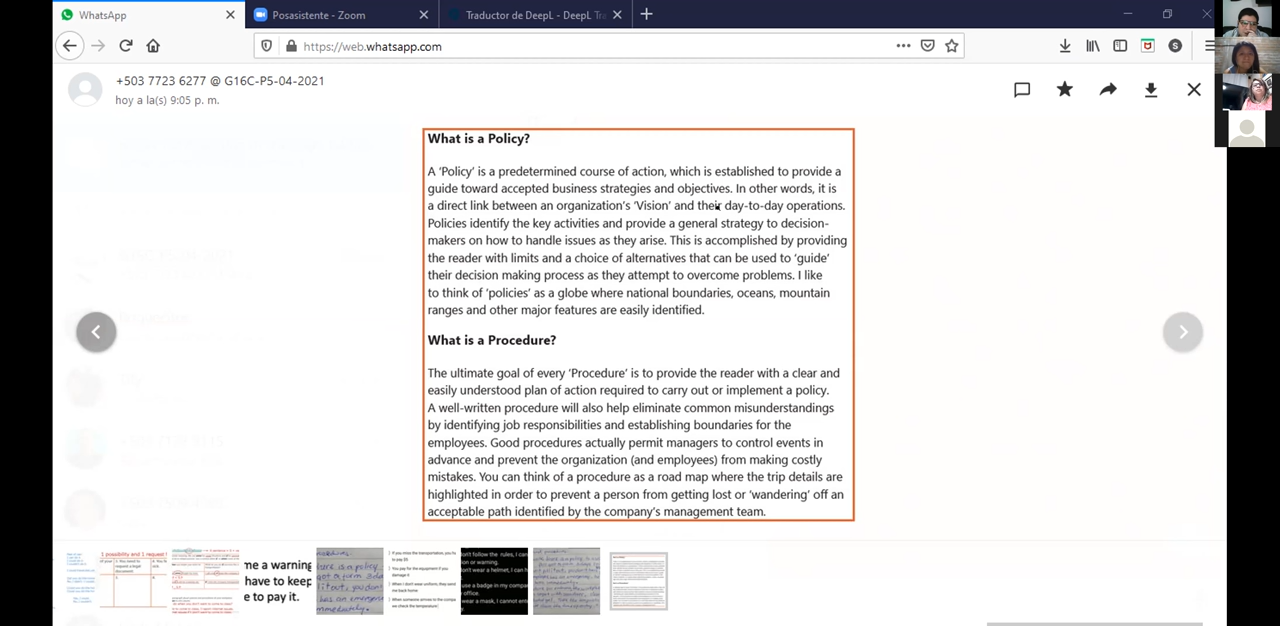 WhatsApp
Posasistente - Zoom
Traductor de DeepL - DeepL Tra
https://web.whatsapp.com
+503 7723 6277 @ G16C-P5-04-2021
hoy a la(s) 9:05 p. m.
What is a Policy?
A ‘Policy’ is a predetermined course of action, which is established to provide a
guide toward accepted business strategies and objectives. In other words, it is
a direct link between an organization’s ‘Vision’ and their day-to-day operations.
Policies identify the key activities and provide a general strategy to decision-
makers on how to handle issues as they arise. This is accomplished by providing
the reader with limits and a choice of alternatives that can be used to ‘guide’
their decision making process as they attempt to overcome problems. I like
to think of ‘policies’ as a globe where national boundaries, oceans, mountain
ranges and other major features are easily identified.
What is a Procedure?
The ultimate goal of every ‘Procedure’ is to provide the reader with a clear and
easily understood plan of action required to carry out or implement a policy.
A well-written procedure will also help eliminate common misunderstandings
by identifying job responsibilities and establishing boundaries for the
employees. Good procedures actually permit managers to control events in
advance and prevent the organization (and employees) from making costly
mistakes. You can think of a procedure as a road map where the trip details are
highlighted in order to prevent a person from getting lost or ‘wandering’ off an
acceptable path identified by the company’s management team.
1 possibility and 1 request
me a warning
have to keep
e to pay it.